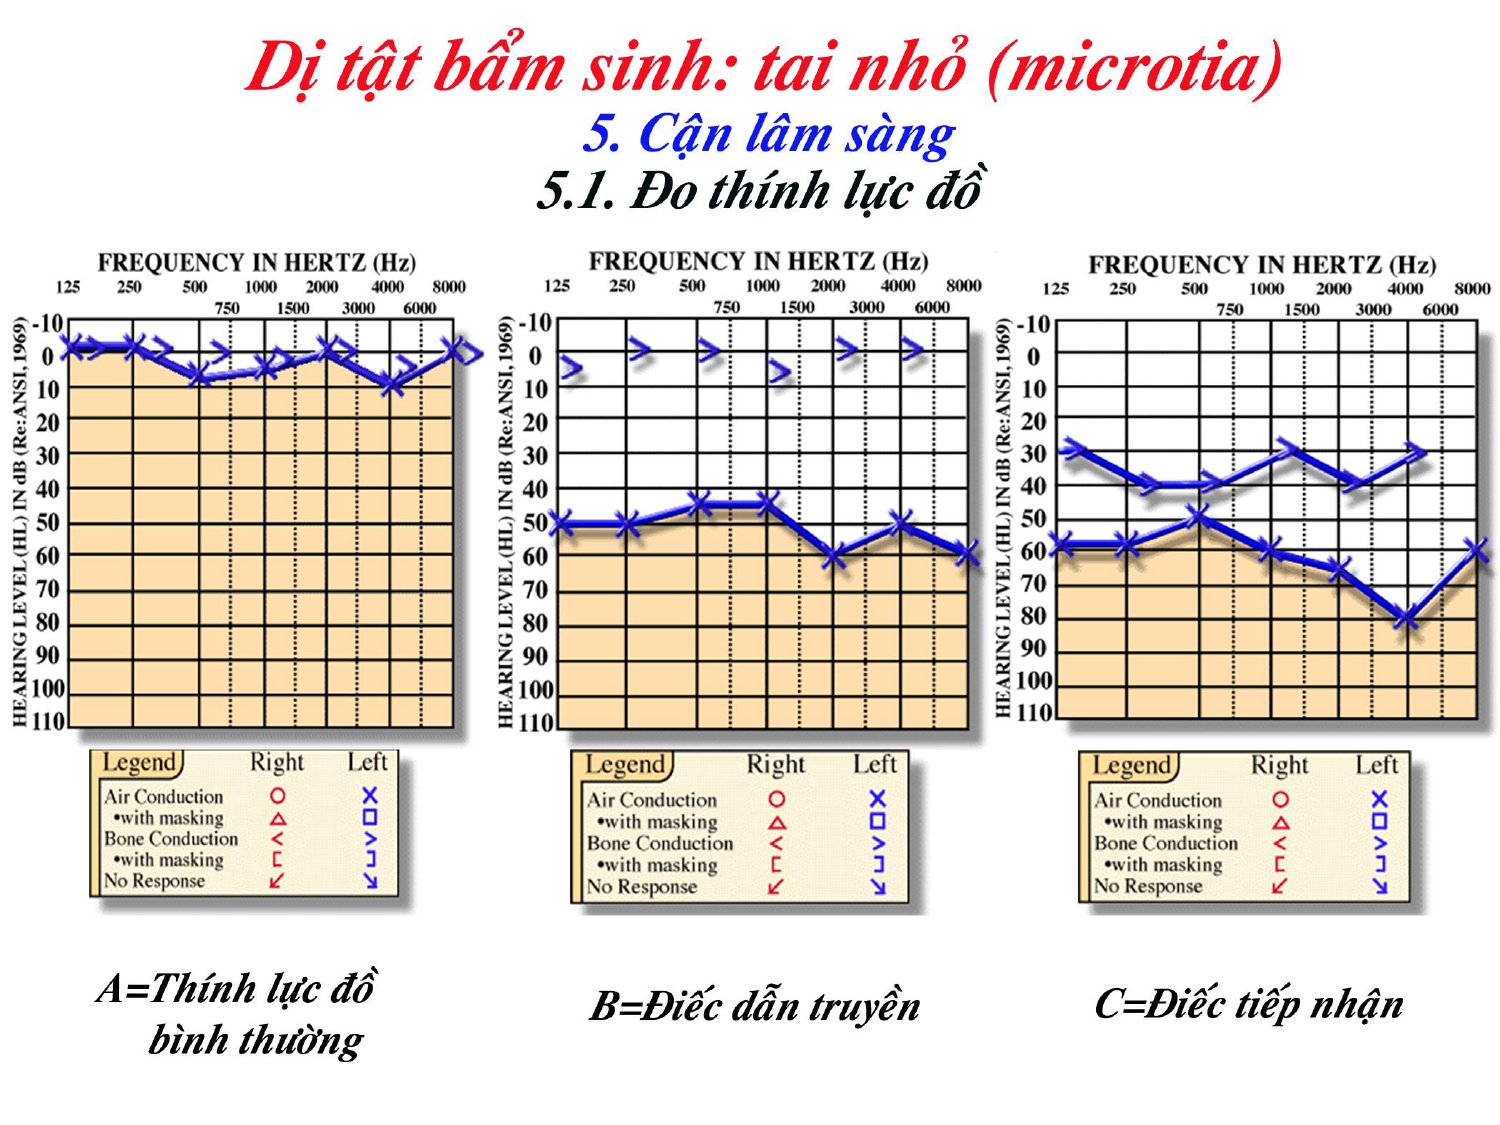 Dị tật bẩm sinh: tai nhỏ (microtia)
5. Cận lâm sàng
5.1. Đo thính lực đồ
FREQUENCY IN HERTZ (Hz)
125 250 500 1000 2000 4000 8000
750 1500 3000 6000
HEARING LEVEL (HL) IN dB (Re:ANSI, 1969)
-10
0
10
20
30
40
50
60
70
80
90
100
110
Legend Right Left
Air Conduction
•with masking
Bone Conduction
•with masking
No Response
A=Thính lực đồ
bình thường
FREQUENCY IN HERTZ (Hz)
125 250 500 1000 2000 4000 8000
750 1500 3000 6000
HEARING LEVEL (HL) IN dB (Re:ANSI, 1969)
-10
0
10
20
30
40
50
60
70
80
90
100
110
Legend Right Left
Air Conduction
•with masking
Bone Conduction
•with masking
No Response
B=Điếc dẫn truyền
FREQUENCY IN HERTZ (Hz)
125 250 500 1000 2000 4000 8000
750 1500 3000 6000
HEARING LEVEL (HL) IN dB (Re:ANSI, 1969)
-10
0
10
20
30
40
50
60
70
80
90
100
110
Legend Right Left
Air Conduction
•with masking
Bone Conduction
•with masking
No Response
C=Điếc tiếp nhận